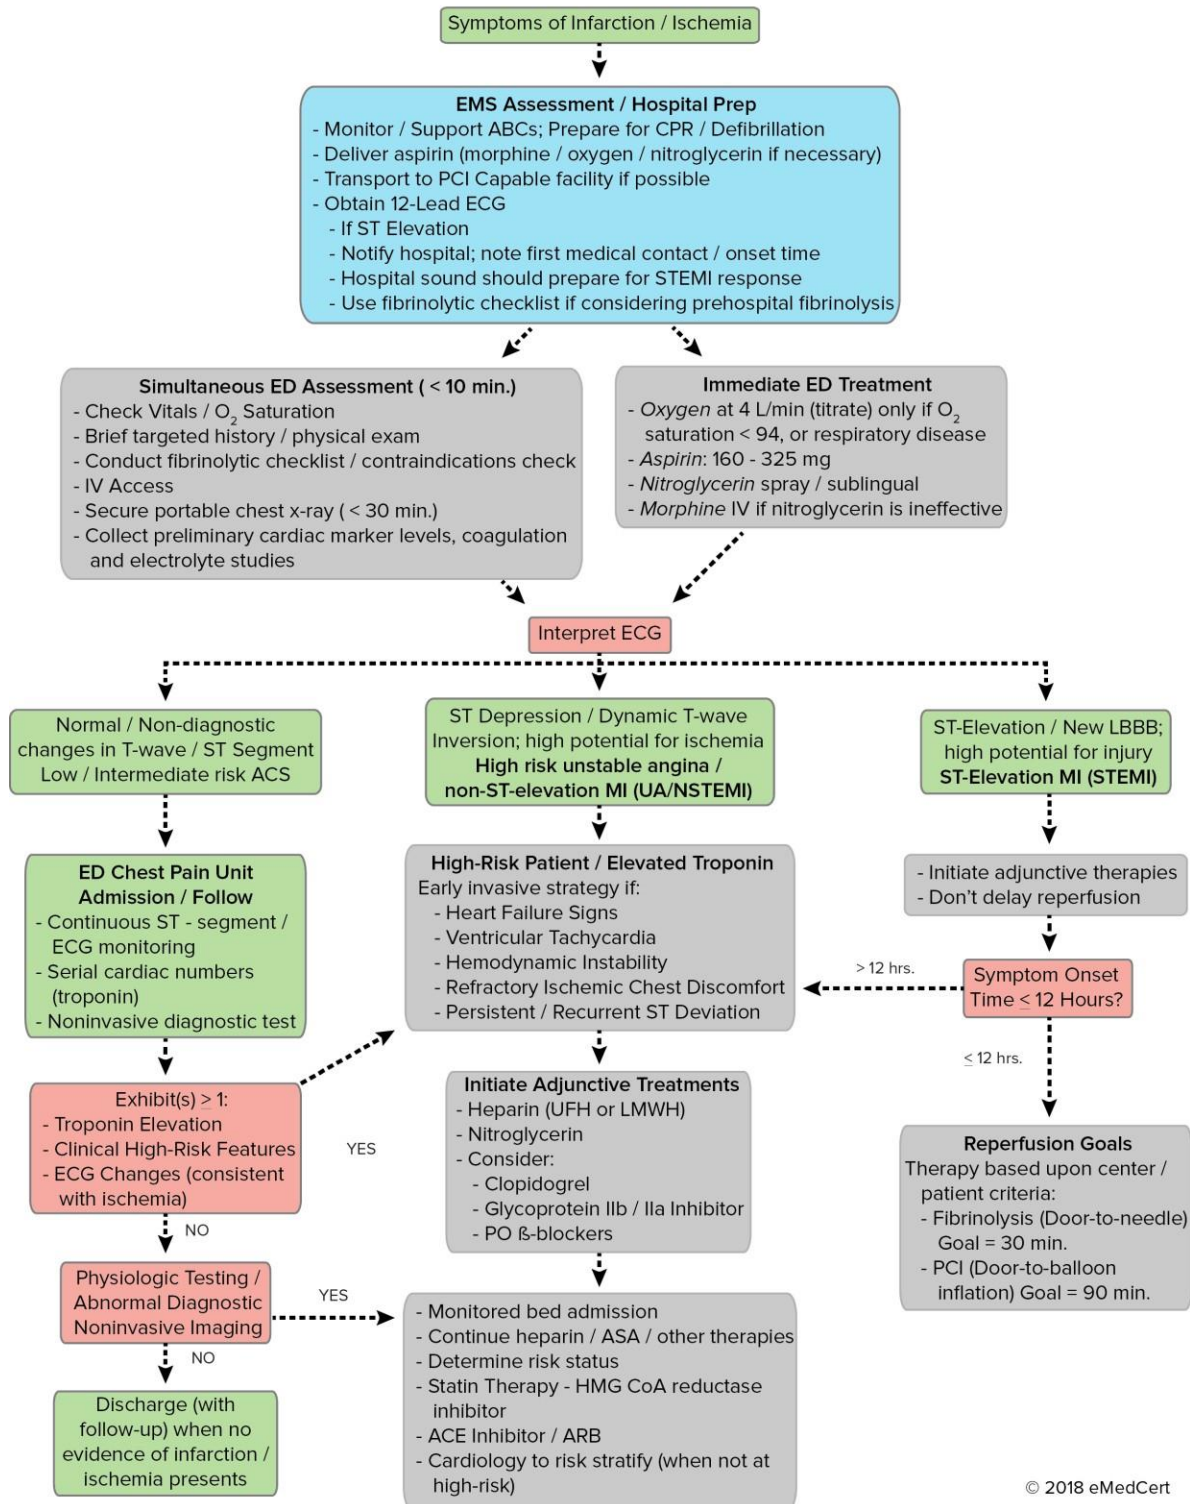 Symptoms of Infarction / Ischemia
EMS Assessment / Hospital Prep
- Monitor / Support ABCs; Prepare for CPR / Defibrillation
- Deliver aspirin (morphine / oxygen / nitroglycerin if necessary)
- Transport to PCI Capable facility if possible
- Obtain 12-Lead ECG
- If ST Elevation
- Notify hospital; note first medical contact / onset time
- Hospital sound should prepare for STEMI response
- Use fibrinolytic checklist if considering prehospital fibrinolysis
Simultaneous ED Assessment ( < 10 min.)
- Check Vitals / O₂ Saturation
- Brief targeted history / physical exam
- Conduct fibrinolytic checklist / contraindications check
- IV Access
- Secure portable chest x-ray ( < 30 min.)
- Collect preliminary cardiac marker levels, coagulation
and electrolyte studies
Immediate ED Treatment
- Oxygen at 4 L/min (titrate) only if O₂
saturation < 94, or respiratory disease
- Aspirin: 160 - 325 mg
- Nitroglycerin spray / sublingual
- Morphine IV if nitroglycerin is ineffective
Interpret ECG
Normal / Non-diagnostic
changes in T-wave / ST Segment
Low / Intermediate risk ACS
ST Depression / Dynamic T-wave
Inversion; high potential for ischemia
High risk unstable angina /
non-ST-elevation MI (UA/NSTEMI)
ST-Elevation / New LBBB;
high potential for injury
ST-Elevation MI (STEMI)
ED Chest Pain Unit
Admission / Follow
- Continuous ST - segment /
ECG monitoring
- Serial cardiac numbers
(troponin)
- Noninvasive diagnostic test
High-Risk Patient / Elevated Troponin
Early invasive strategy if:
- Heart Failure Signs
- Ventricular Tachycardia
- Hemodynamic Instability
- Refractory Ischemic Chest Discomfort
- Persistent / Recurrent ST Deviation
- Initiate adjunctive therapies
- Don't delay reperfusion
> 12 hrs.
Symptom Onset
Time ≤ 12 Hours?
≤ 12 hrs.
Exhibit(s) ≥ 1:
- Troponin Elevation
- Clinical High-Risk Features
- ECG Changes (consistent
with ischemia)
YES
NO
Initiate Adjunctive Treatments
- Heparin (UFH or LMWH)
- Nitroglycerin
- Consider:
- Clopidogrel
- Glycoprotein IIb / IIa Inhibitor
- PO ß-blockers
Reperfusion Goals
Therapy based upon center /
patient criteria:
- Fibrinolysis (Door-to-needle)
Goal = 30 min.
- PCI (Door-to-balloon
inflation) Goal = 90 min.
Physiologic Testing /
Abnormal Diagnostic
Noninvasive Imaging
YES
NO
- Monitored bed admission
- Continue heparin / ASA / other therapies
- Determine risk status
- Statin Therapy - HMG CoA reductase
inhibitor
- ACE Inhibitor / ARB
- Cardiology to risk stratify (when not at
high-risk)
Discharge (with
follow-up) when no
evidence of infarction /
ischemia presents
© 2018 eMedCert